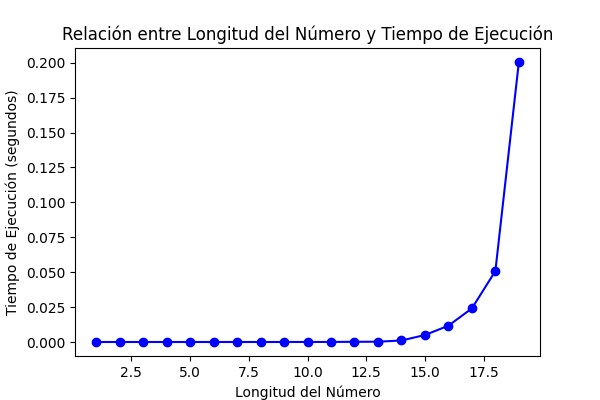 Relación entre Longitud del Número y Tiempo de Ejecución
0.200
0.175
0.150
0.125
0.100
0.075
0.050
0.025
0.000
Tiempo de Ejecución (segundos)
2.5 5.0 7.5 10.0 12.5 15.0 17.5
Longitud del Número